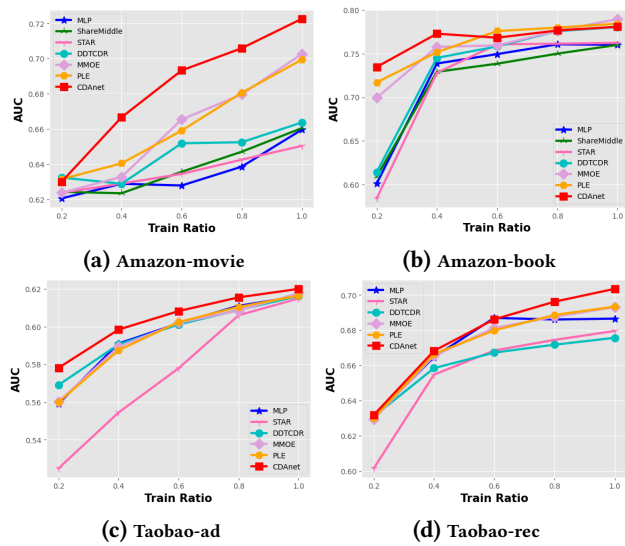 MLP
ShareMiddle
STAR
DDTCDR
MMOE
PLE
CDAnet
AUC
0.72
0.70
0.68
0.66
0.64
0.62
0.2 0.4 0.6 0.8 1.0
Train Ratio
(a) Amazon-movie
MLP
ShareMiddle
STAR
DDTCDR
MMOE
PLE
CDAnet
AUC
0.80
0.75
0.70
0.65
0.60
0.2 0.4 0.6 0.8 1.0
Train Ratio
(b) Amazon-book
MLP
STAR
DDTCDR
MMOE
PLE
CDAnet
AUC
0.62
0.60
0.58
0.56
0.54
0.2 0.4 0.6 0.8 1.0
Train Ratio
(c) Taobao-ad
MLP
STAR
DDTCDR
MMOE
PLE
CDAnet
AUC
0.70
0.68
0.66
0.64
0.62
0.60
0.2 0.4 0.6 0.8 1.0
Train Ratio
(d) Taobao-rec